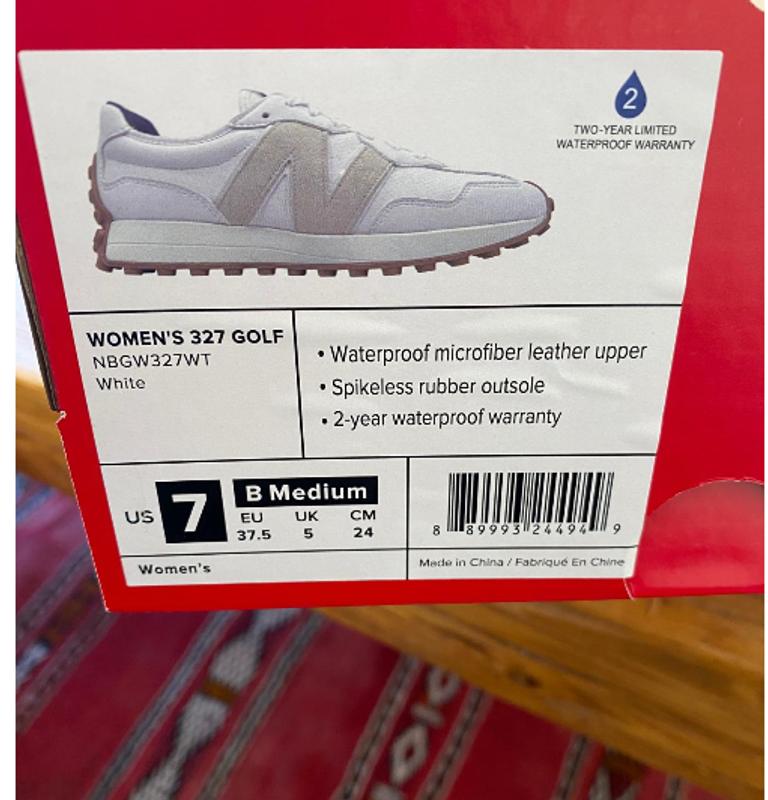 2
TWO-YEAR LIMITED
WATERPROOF WARRANTY
N
WOMEN'S 327 GOLF
NBGW327WT
White
• Waterproof microfiber leather upper
• Spikeless rubber outsole
• 2-year waterproof warranty
US 7
B Medium
EU UK CM
37.5 5 24
Women's
8 89993 24494 9
Made in China / Fabriqué En Chine